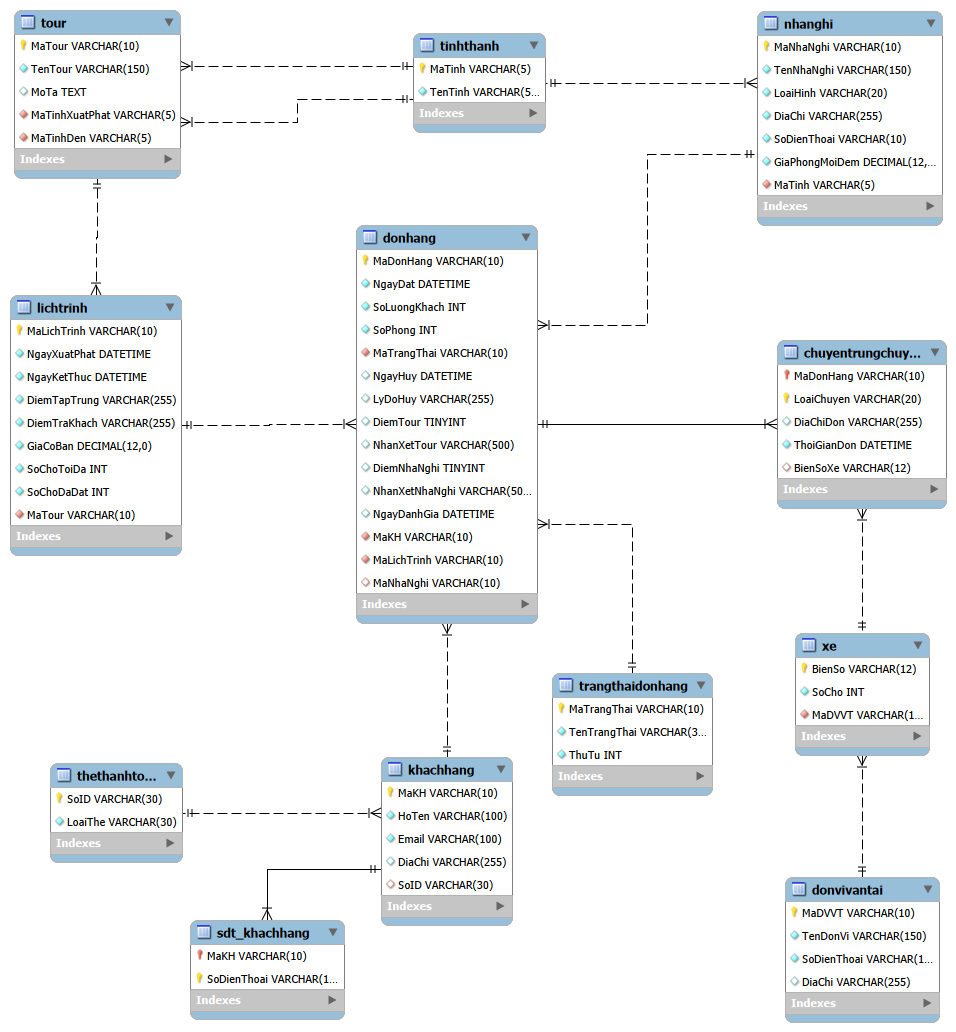 tour
MaTour VARCHAR(10)
TenTour VARCHAR(150)
MoTa TEXT
MaTinhXuatPhat VARCHAR(5)
MaTinhDen VARCHAR(5)
Indexes
tinhthanh
MaTinh VARCHAR(5)
TenTinh VARCHAR(5...
Indexes
nhanghi
MaNhaNghi VARCHAR(10)
TenNhaNghi VARCHAR(150)
LoaiHinh VARCHAR(20)
DiaChi VARCHAR(255)
SoDienThoai VARCHAR(10)
GiaPhongMoiDem DECIMAL(12,...
MaTinh VARCHAR(5)
Indexes
lichtrinh
MaLichTrinh VARCHAR(10)
NgayXuatPhat DATETIME
NgayKetThuc DATETIME
DiemTapTrung VARCHAR(255)
DiemTraKhach VARCHAR(255)
GiaCoBan DECIMAL(12,0)
SoChoToiDa INT
SoChoDaDat INT
MaTour VARCHAR(10)
Indexes
donhang
MaDonHang VARCHAR(10)
NgayDat DATETIME
SoLuongKhach INT
SoPhong INT
MaTrangThai VARCHAR(10)
NgayHuy DATETIME
LyDoHuy VARCHAR(255)
DiemTour TINYINT
NhanXetTour VARCHAR(500)
DiemNhaNghi TINYINT
NhanXetNhaNghi VARCHAR(50...
NgayDanhGia DATETIME
MaKH VARCHAR(10)
MaLichTrinh VARCHAR(10)
MaNhaNghi VARCHAR(10)
Indexes
chuyentrungchuy...
MaDonHang VARCHAR(10)
LoaiChuyen VARCHAR(20)
DiaChiDon VARCHAR(255)
ThoiGianDon DATETIME
BienSoXe VARCHAR(12)
Indexes
xe
BienSo VARCHAR(12)
SoCho INT
MaDVVT VARCHAR(1...
Indexes
trangthaidonhang
MaTrangThai VARCHAR(10)
TenTrangThai VARCHAR(3...
ThuTu INT
Indexes
thethanhto...
SoID VARCHAR(30)
LoaiThe VARCHAR(30)
Indexes
khachhang
MaKH VARCHAR(10)
HoTen VARCHAR(100)
Email VARCHAR(100)
DiaChi VARCHAR(255)
SoID VARCHAR(30)
Indexes
sdt_khachhang
MaKH VARCHAR(10)
SoDienThoai VARCHAR(1...
Indexes
donvivantai
MaDVVT VARCHAR(10)
TenDonVi VARCHAR(150)
SoDienThoai VARCHAR(1...
DiaChi VARCHAR(255)
Indexes